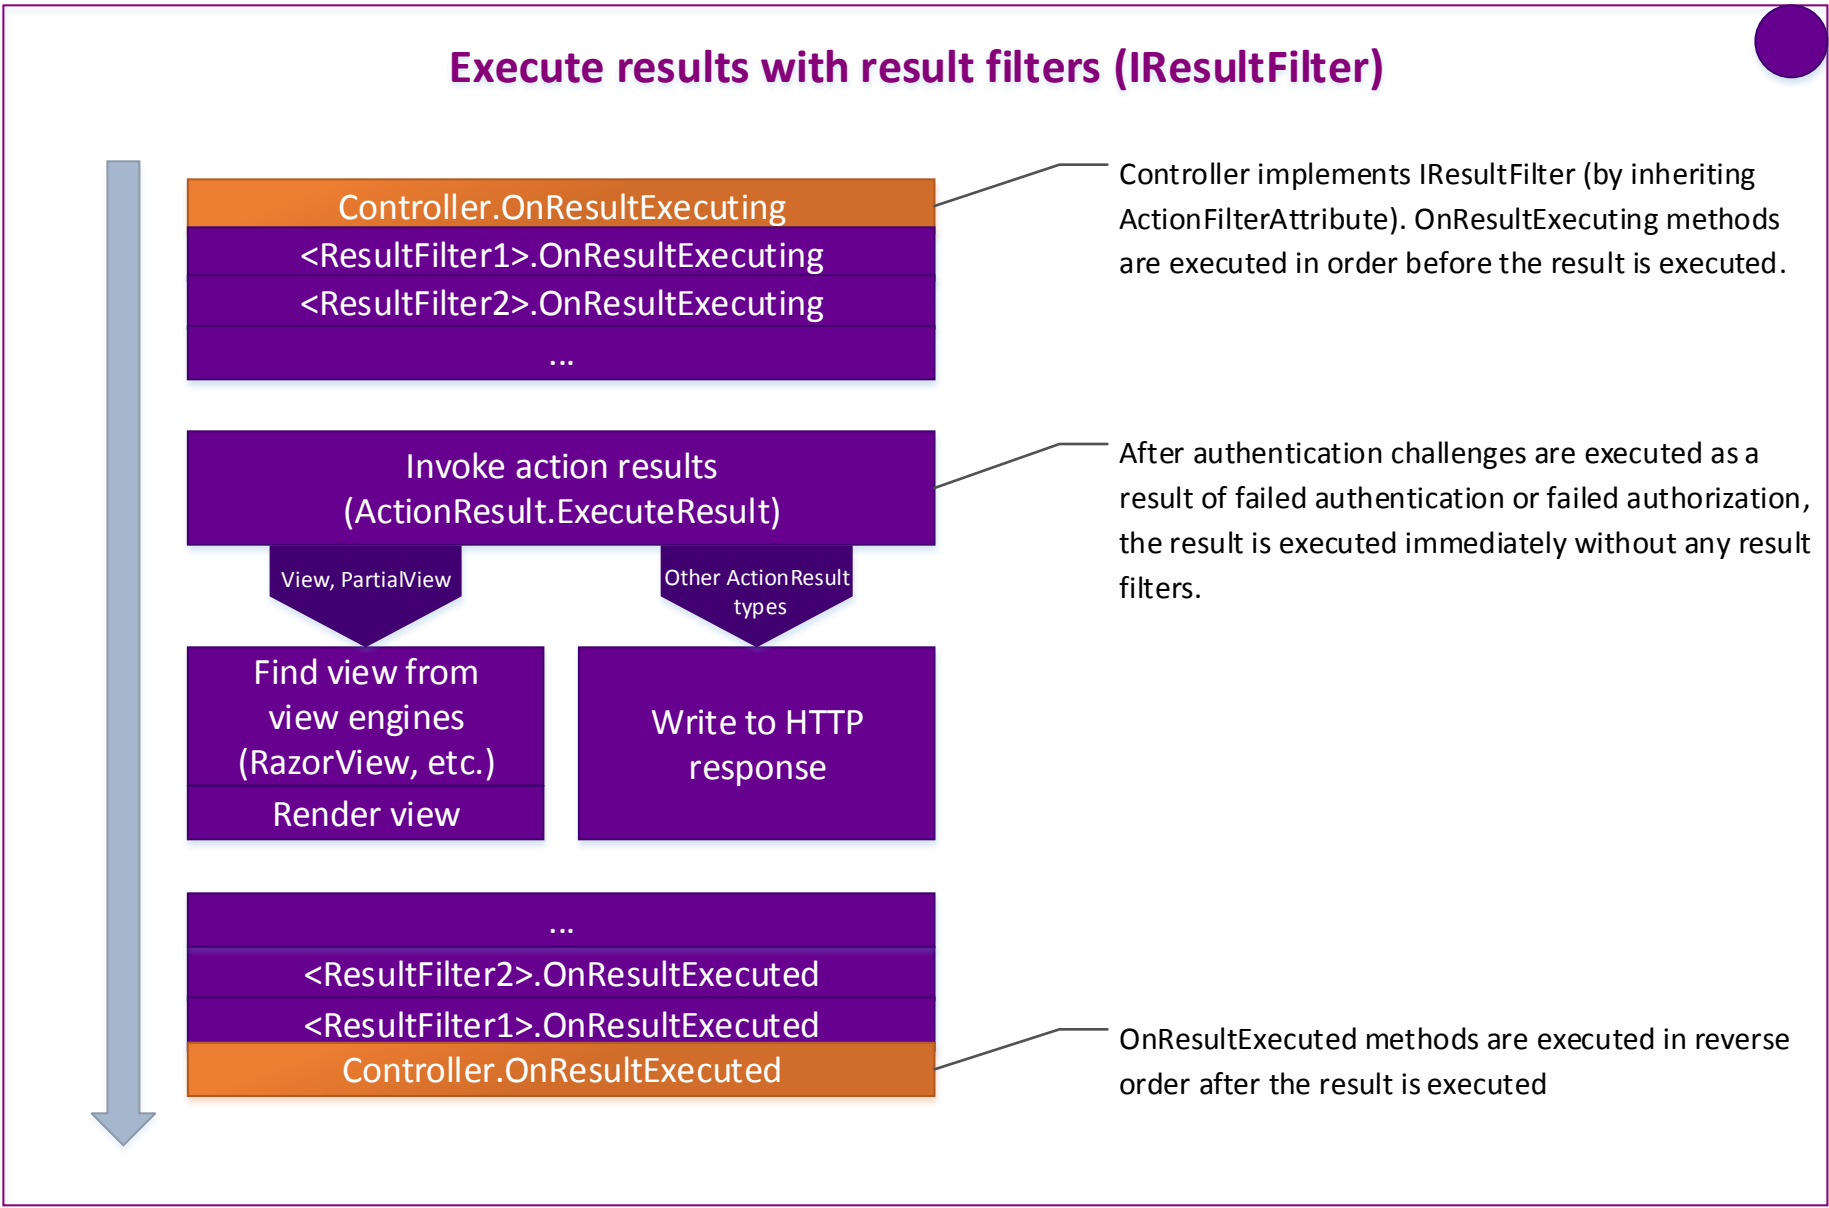 Execute results with result filters (IResultFilter)
Controller.OnResultExecuting
<ResultFilter1>.OnResultExecuting
<ResultFilter2>.OnResultExecuting
...
Controller implements IResultFilter (by inheriting
ActionFilterAttribute). OnResultExecuting methods
are executed in order before the result is executed.
Invoke action results
(ActionResult.ExecuteResult)
After authentication challenges are executed as a
result of failed authentication or failed authorization,
the result is executed immediately without any result
filters.
View, PartialView
Other ActionResult
types
Find view from
view engines
(RazorView, etc.)
Render view
Write to HTTP
response
...
<ResultFilter2>.OnResultExecuted
<ResultFilter1>.OnResultExecuted
Controller.OnResultExecuted
OnResultExecuted methods are executed in reverse
order after the result is executed